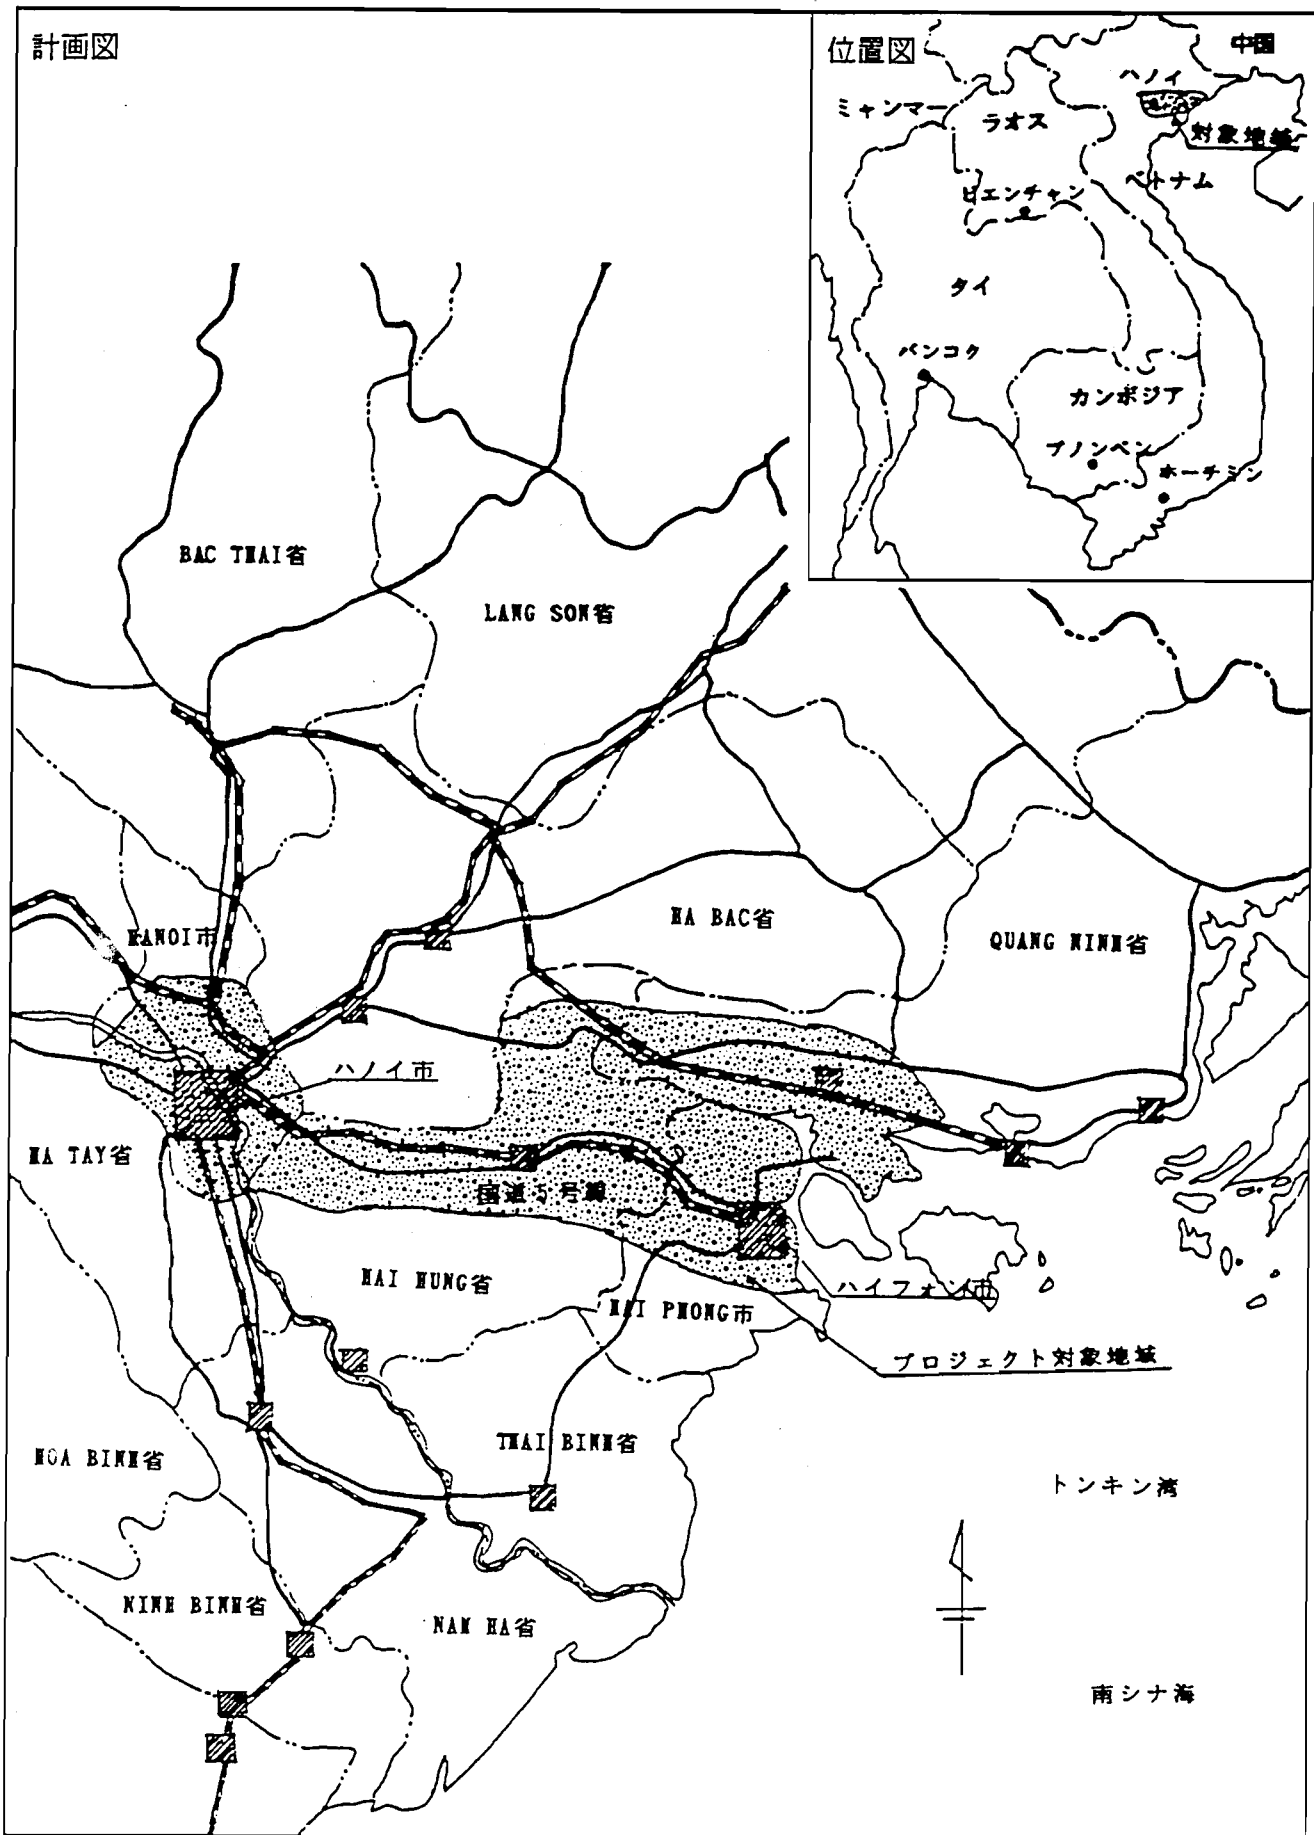 計画図
位置図
中国
ハノイ
ミャンマー
ラオス
対象地域
ベトナム
ビエンチャン
タイ
バンコク
カンボジア
プノンペン
ホーチミン
BAC THAI省
LANG SON省
HA BAC省
HANOI市
QUANG NINH省
ハノイ市
HA TAY省
国道5号線
HAI HUNG省
ハイフォン市
HAI PHONG市
プロジェクト対象地域
THAI BINH省
HOA BINH省
トンキン湾
NINH BINH省
NAM HA省
南シナ海